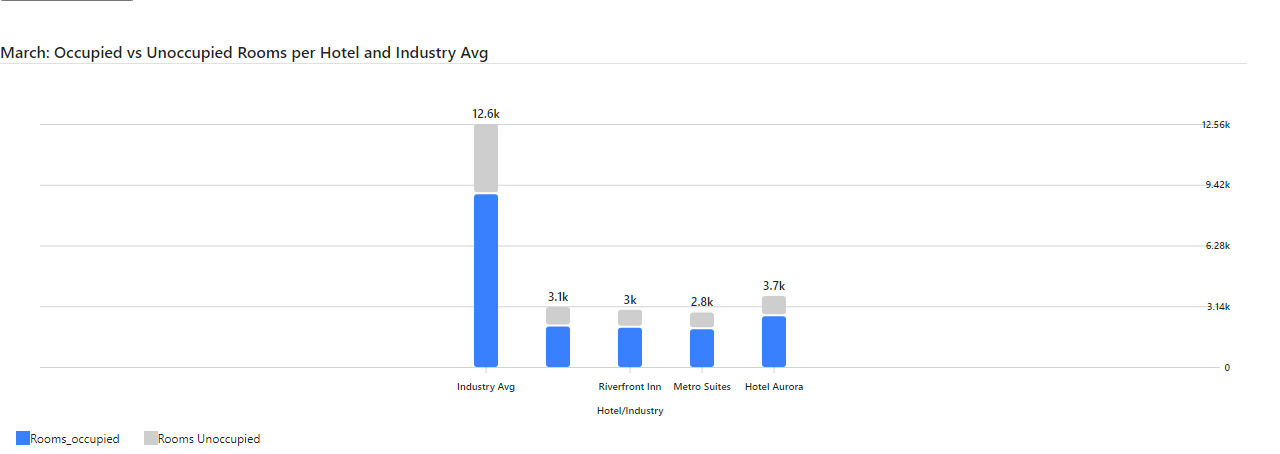 March: Occupied vs Unoccupied Rooms per Hotel and Industry Avg
12.6k
12.56k
9.42k
6.28k
3.1k
3k
2.8k
3.7k
3.14k
0
Industry Avg
Riverfront Inn
Metro Suites
Hotel Aurora
Hotel/Industry
Rooms_occupied
Rooms Unoccupied